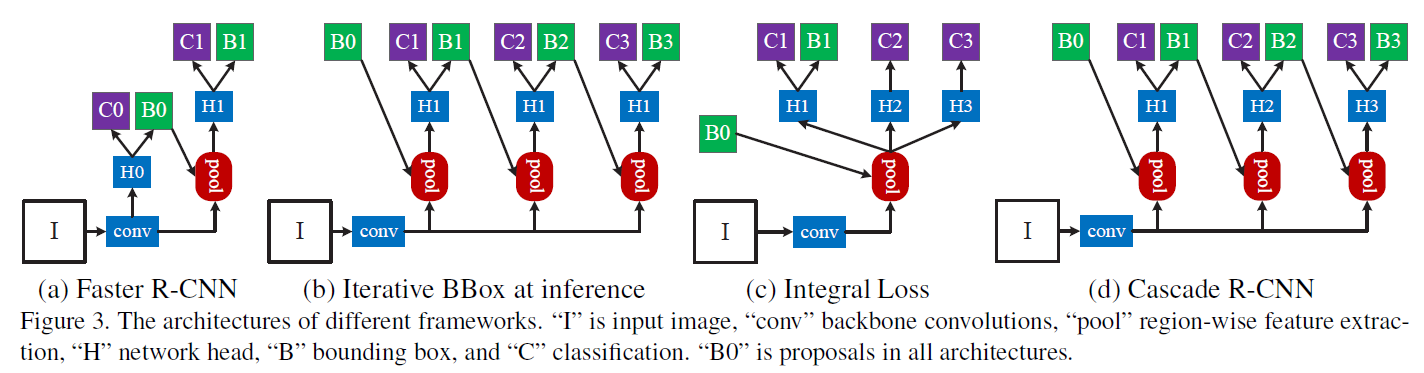 C1 B1
C0 B0
H1
H0
pool
I
conv
B0 C1 B1 C2 B2 C3 B3
H1 H1 H1
pool pool pool
I
conv
C1 B1 C2 C3
H1 H2 H3
B0
pool
I
conv
B0 C1 B1 C2 B2 C3 B3
H1 H2 H3
pool pool pool
I
conv
(a) Faster R-CNN
(b) Iterative BBox at inference
(c) Integral Loss
(d) Cascade R-CNN
Figure 3. The architectures of different frameworks. “I” is input image, “conv” backbone convolutions, “pool” region-wise feature extrac-
tion, “H” network head, “B” bounding box, and “C” classification. “B0” is proposals in all architectures.